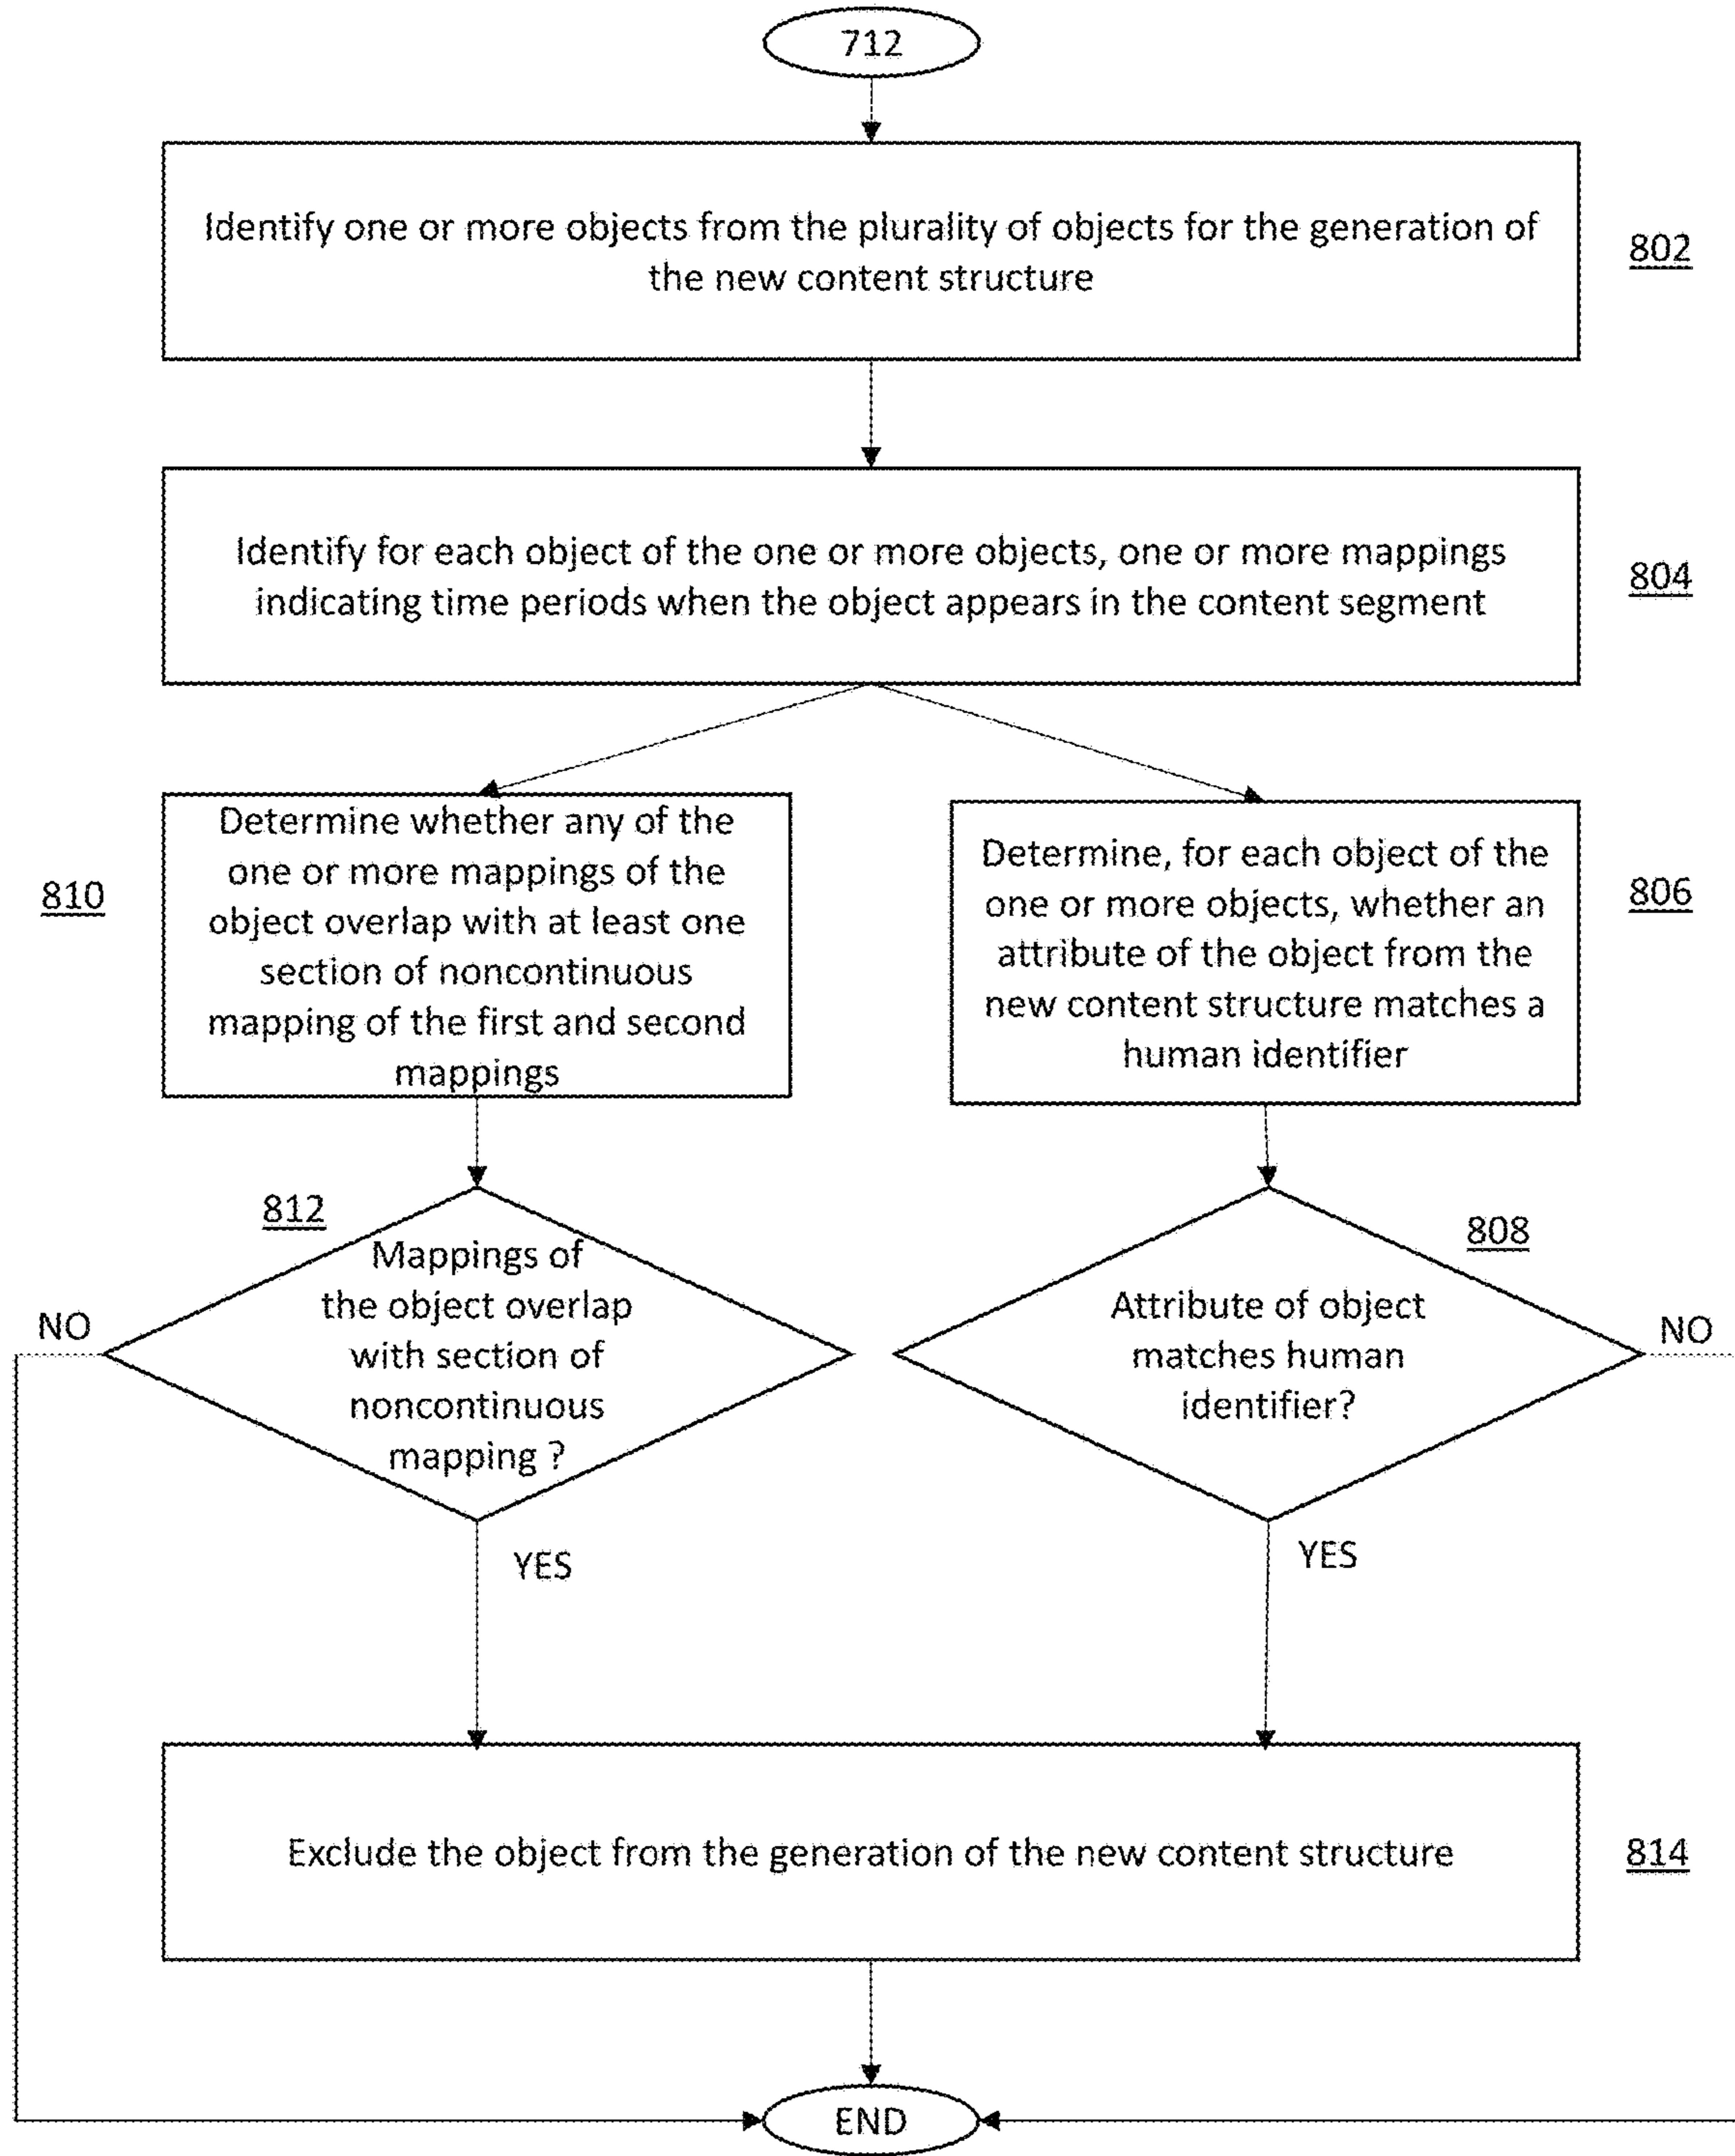 712
Identify one or more objects from the plurality of objects for the generation of
the new content structure
802
Identify for each object of the one or more objects, one or more mappings
indicating time periods when the object appears in the content segment
804
Determine whether any of the
one or more mappings of the
object overlap with at least one
section of noncontinuous
mapping of the first and second
mappings
810
Determine, for each object of the
one or more objects, whether an
attribute of the object from the
new content structure matches a
human identifier
806
812
Mappings of
the object overlap
with section of
noncontinuous
mapping ?
NO
YES
808
Attribute of object
matches human
identifier?
NO
YES
Exclude the object from the generation of the new content structure
814
END